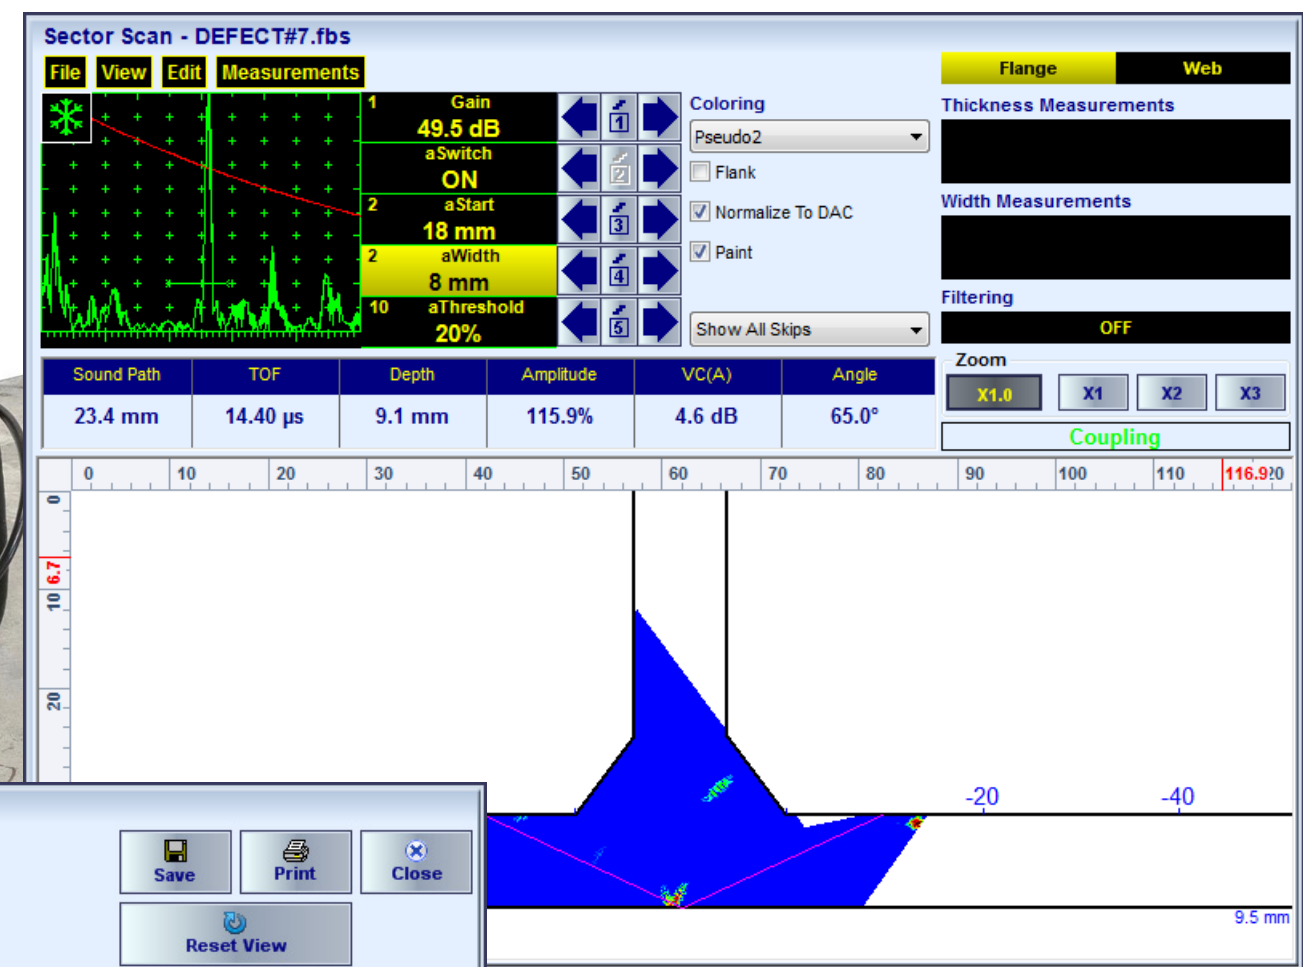 Sector Scan - DEFECT#7.fbs
File View Edit Measurements
Flange Web
1 Gain
49.5 dB
1
aSwitch
ON
2
2 aStart
18 mm
3
2 aWidth
8 mm
4
10 aThreshold
20%
5
Coloring
Pseudo2
Flank
Normalize To DAC
Paint
Show All Skips
Thickness Measurements
Width Measurements
Filtering
OFF
Zoom
X1.0 X1 X2 X3
Coupling
Sound Path TOF Depth Amplitude VC(A) Angle
23.4 mm 14.40 µs 9.1 mm 115.9% 4.6 dB 65.0°
0 10 20 30 40 50 60 70 80 90 100 110 116.9
0
6.7
10
20
-20 -40
9.5 mm
Save Print Close
Reset View